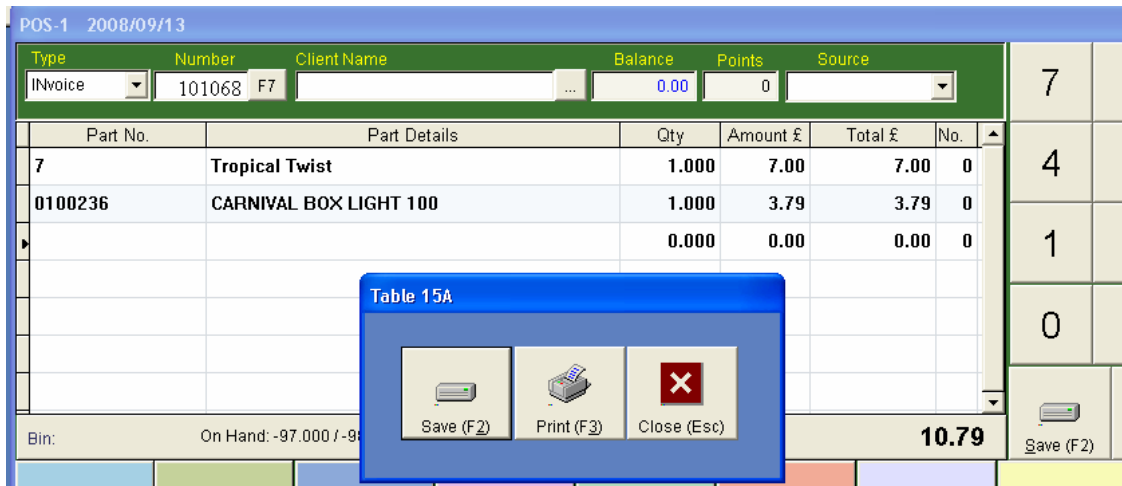 POS-1 2008/09/13
Type Number Client Name Balance Points Source
INvoice 101068 F7 ... 0.00 0
7
Part No. Part Details Qty Amount £ Total £ No.
7 Tropical Twist 1.000 7.00 7.00 0
4
0100236 CARNIVAL BOX LIGHT 100 1.000 3.79 3.79 0
0.000 0.00 0.00 0
1
Table 15A
0
Save (F2) Print (F3) Close (Esc)
Bin: On Hand: -97.000 / -9 10.79
Save (F2)